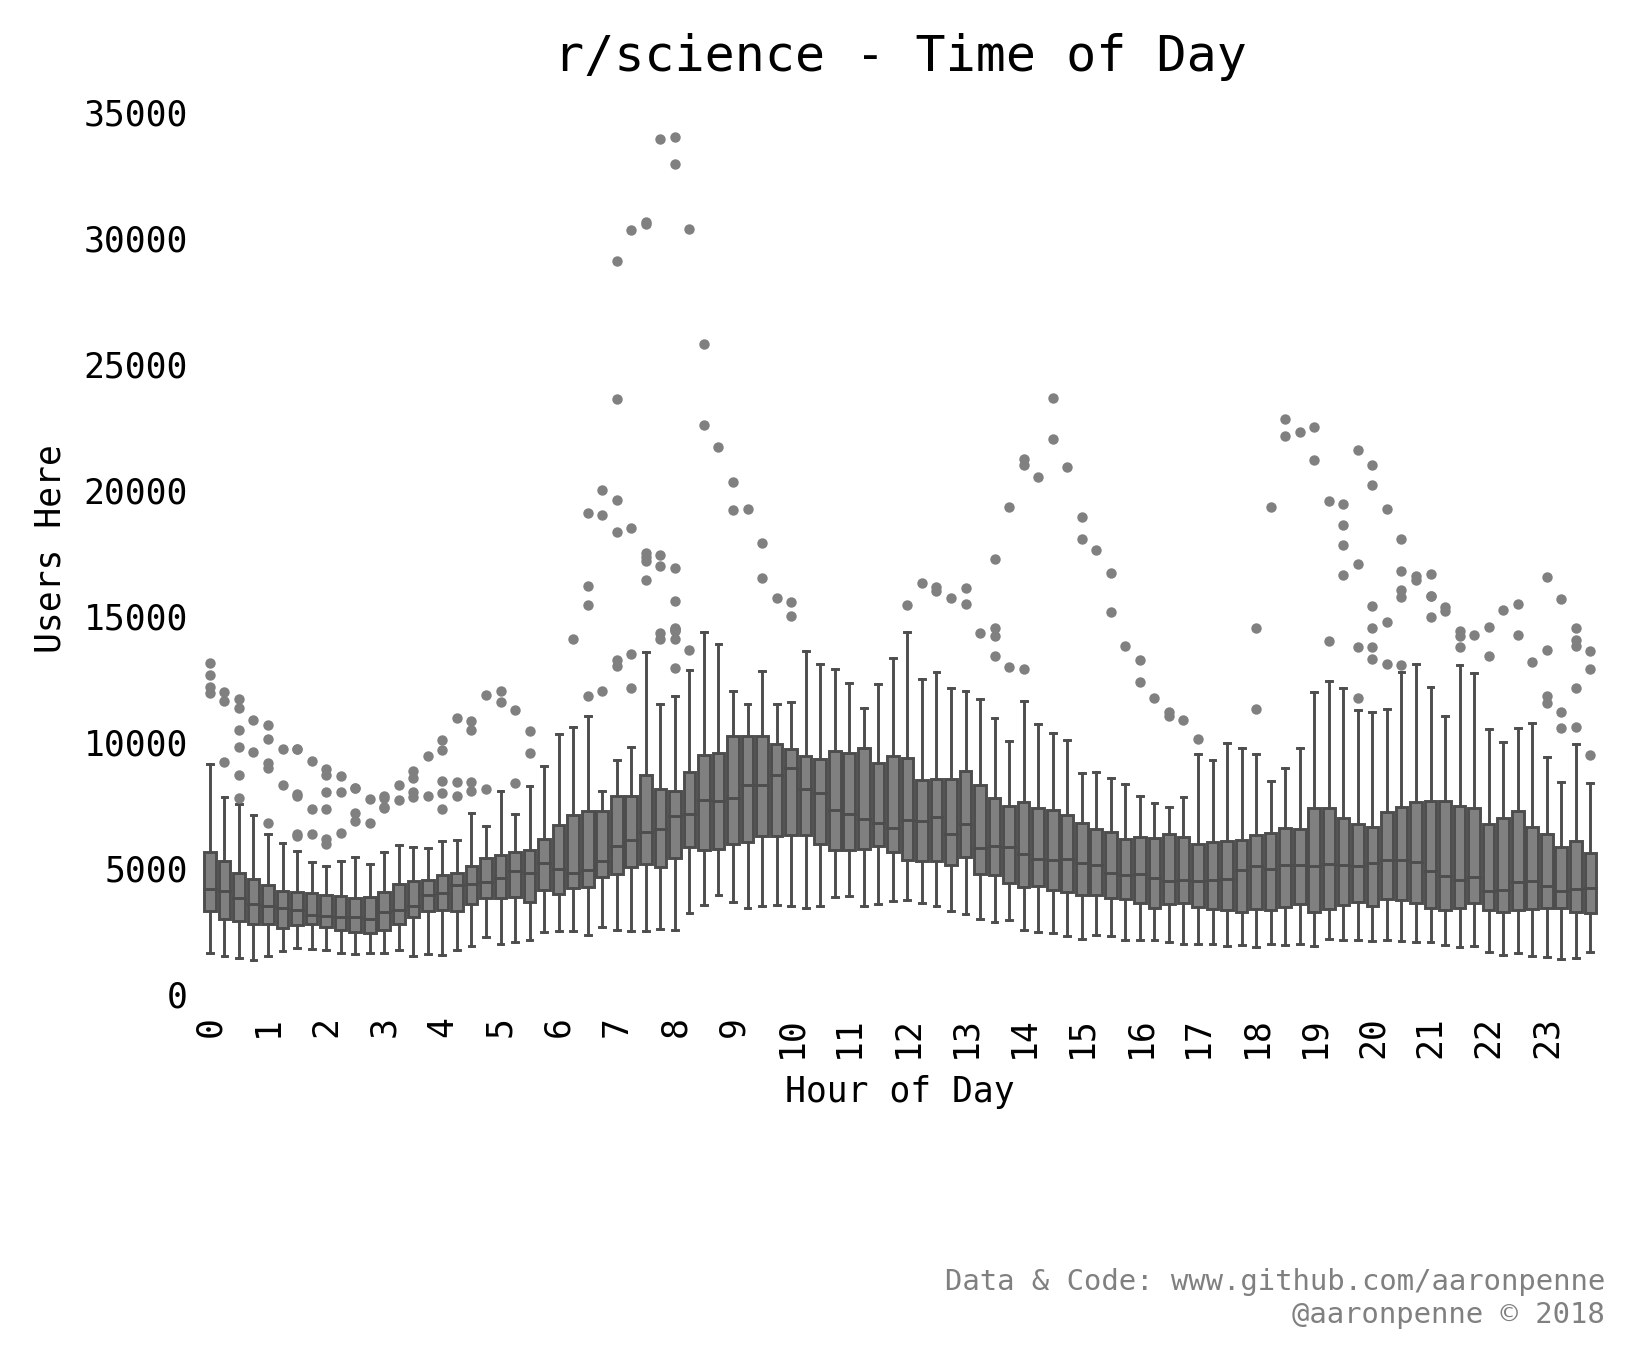 r/science - Time of Day
35000
30000
25000
20000
15000
10000
5000
0
Users Here
0 1 2 3 4 5 6 7 8 9 10 11 12 13 14 15 16 17 18 19 20 21 22 23
Hour of Day
Data & Code: www.github.com/aaronpenne
@aaronpenne © 2018